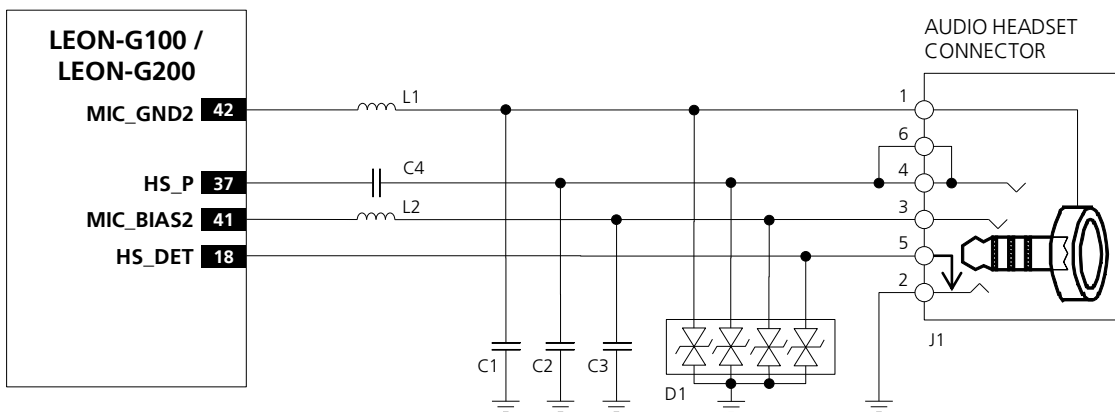 AUDIO HEADSET
CONNECTOR
LEON-G100 /
LEON-G200
MIC_GND2 42
L1
1
6
HS_P 37
C4
4
MIC_BIAS2 41
L2
3
HS_DET 18
5
2
C1
C2
C3
D1
J1